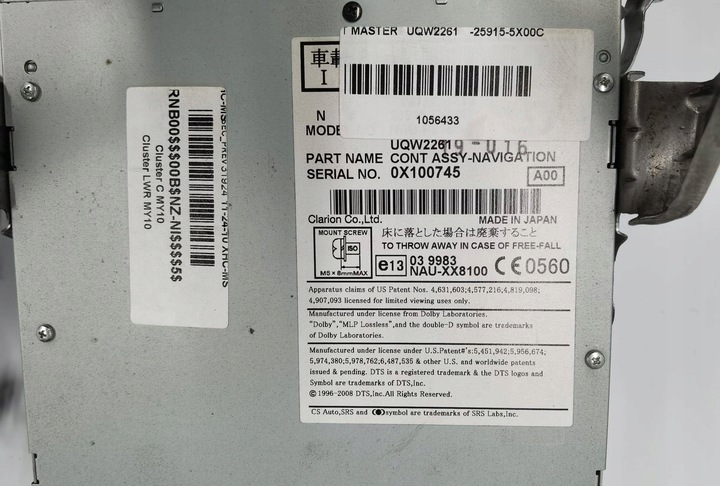 MASTER UQW2261 -25915-5X00C
1056433
車載
I
N
MODE
UQW2261
PART NAME CONT ASSY-NAVIGATION
SERIAL NO. 0X100745
A00
Clarion Co.,Ltd. MADE IN JAPAN
MOUNT SCREW
ISO
M5×8mmMAX
床に落とした場合は廃棄すること
TO THROW AWAY IN CASE OF FREE-FALL
e13 03 9983
NAU-XX8100
CE0560
Apparatus claims of US Patent Nos. 4,631,603;4,577,216;4,819,098;
4,907,093 licensed for limited viewing uses only.
Manufactured under license from Dolby Laboratories.
"Dolby","MLP Lossless",and the double-D symbol are trademarks
of Dolby Laboratories.
Manufactured under license under U.S.Patent#'s:5,451,942;5,956,674;
5,974,380;5,978,762;6,487,535 & other U.S. and worldwide patents
issued & pending. DTS is a registered trademark & the DTS logos and
Symbol are trademarks of DTS,Inc.
©1996-2008 DTS,Inc.All Rights Reserved.
CS Auto,SRS and symbol are trademarks of SRS Labs,Inc.
RNB00$$$00B$NZ-NI$$$$5$
Cluster C MY10
Cluster LWR MY10